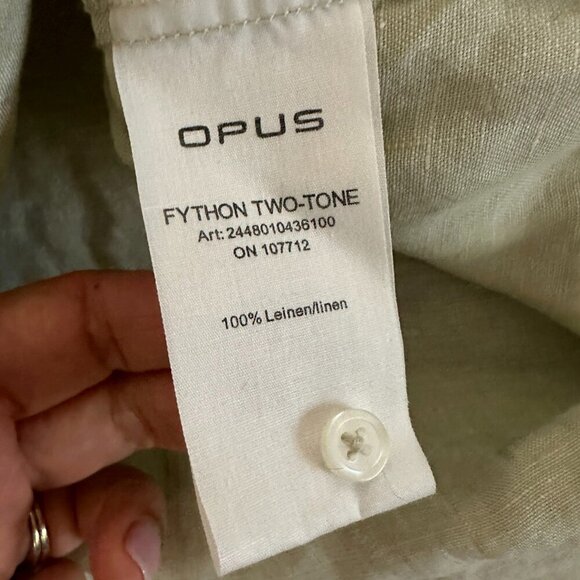 OPUS
FYTHON TWO-TONE
Art: 2448010436100
ON 107712
100% Leinen/linen